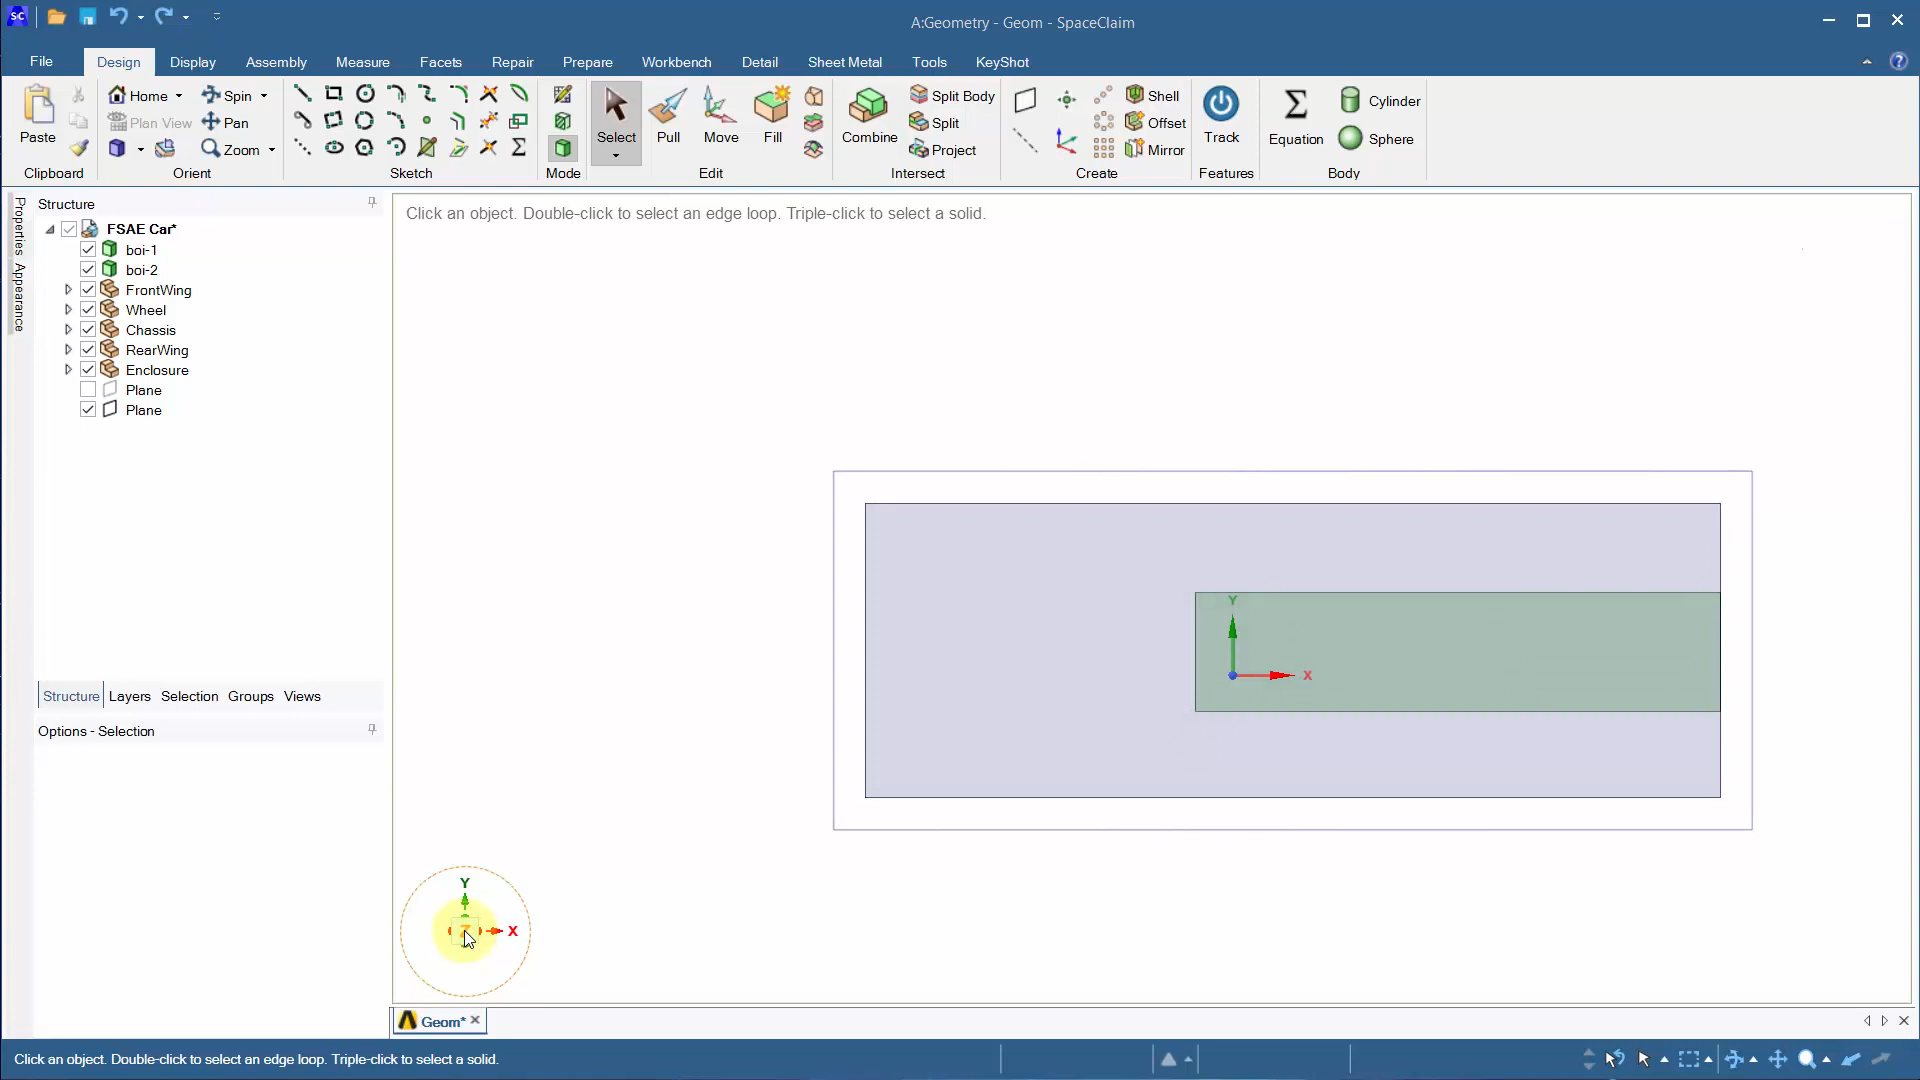 SC
A:Geometry - Geom - SpaceClaim
File Design Display Assembly Measure Facets Repair Prepare Workbench Detail Sheet Metal Tools KeyShot
Paste
Clipboard
Home Spin
Plan View Pan
Zoom
Orient
Sketch
Mode
Select Pull Move Fill
Edit
Combine
Split Body
Split
Project
Intersect
Shell
Offset
Mirror
Create
Track
Features
Equation
Cylinder
Sphere
Body
Properties
Appearance
Structure
FSAE Car*
boi-1
boi-2
FrontWing
Wheel
Chassis
RearWing
Enclosure
Plane
Plane
Structure Layers Selection Groups Views
Options - Selection
Click an object. Double-click to select an edge loop. Triple-click to select a solid.
Y
X
Y
Z
X
Geom*
Click an object. Double-click to select an edge loop. Triple-click to select a solid.